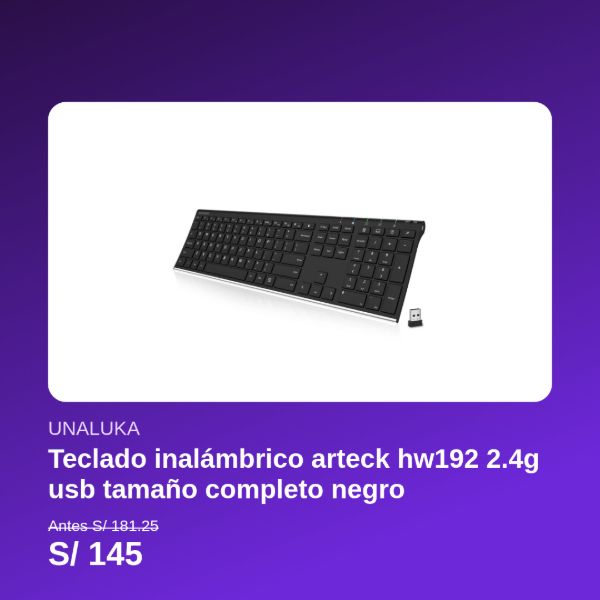 UNALUKA
Teclado inalámbrico arteck hw192 2.4g
usb tamaño completo negro
Antes S/ 181.25
S/ 145